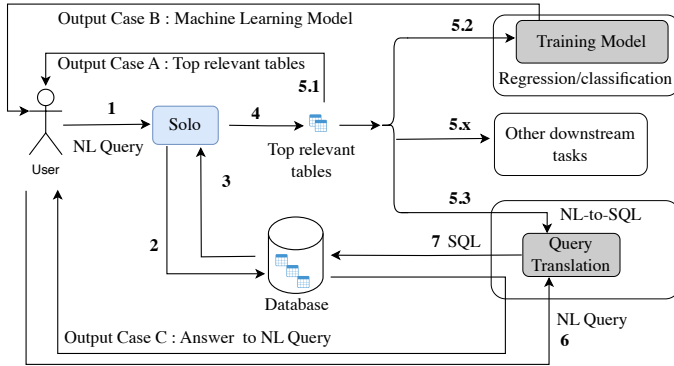 Output Case B : Machine Learning Model
5.2
Training Model
Regression/classification
Output Case A : Top relevant tables
5.1
1
NL Query
User
Solo
4
Top relevant
tables
5.x
Other downstream
tasks
3
2
5.3
NL-to-SQL
Query
Translation
7 SQL
Database
Output Case C : Answer to NL Query
NL Query
6